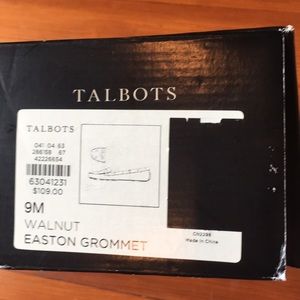 TALBOTS
TALBOTS
041 04 63
266158 67
42226654
63041231
$109.00
9M
WALNUT
EASTON GROMMET
Made in China